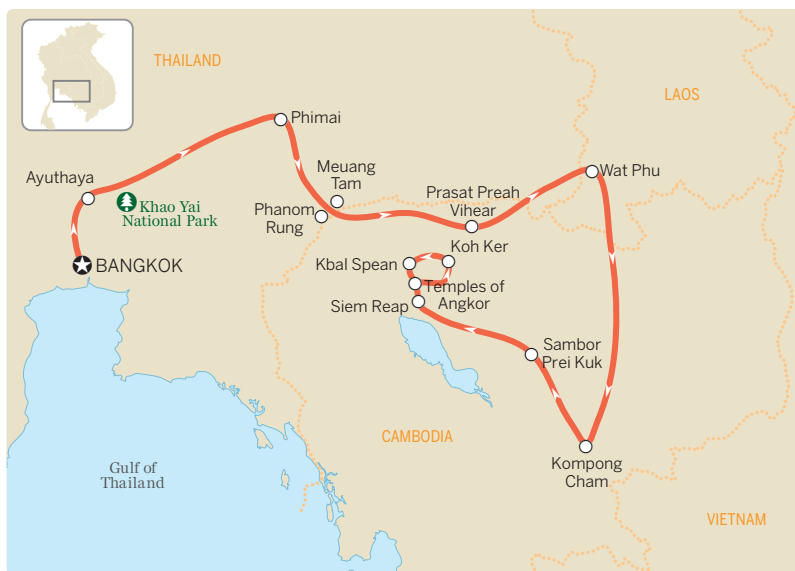 THAILAND
LAOS
Phimai
Meuang
Tam
Wat Phu
Ayuthaya
Prasat Preah
Vihear
Khao Yai
National Park
Phanom
Rung
Koh Ker
Kbal Spean
BANGKOK
Temples of
Angkor
Siem Reap
Sambor
Prei Kuk
CAMBODIA
Gulf of
Thailand
Kompong
Cham
VIETNAM